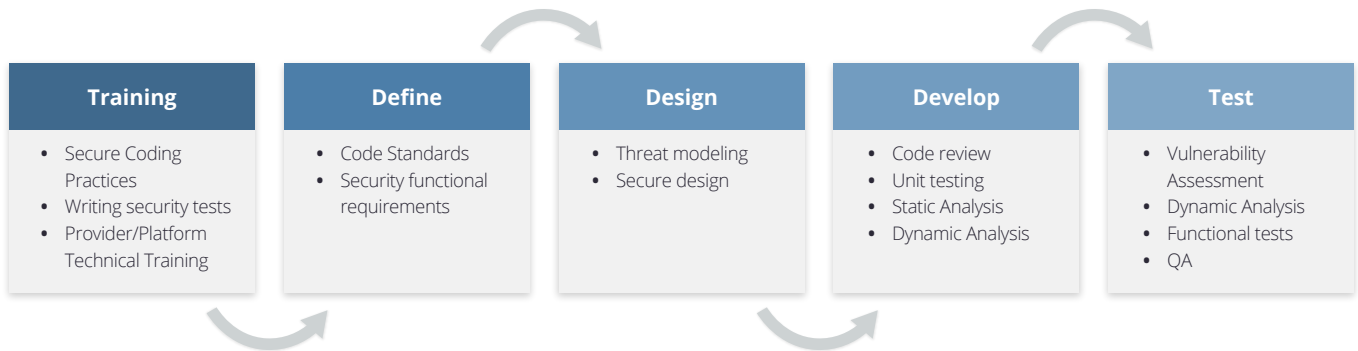 Training
• Secure Coding
Practices
• Writing security tests
• Provider/Platform
Technical Training
Define
• Code Standards
• Security functional
requirements
Design
• Threat modeling
• Secure design
Develop
• Code review
• Unit testing
• Static Analysis
• Dynamic Analysis
Test
• Vulnerability
Assessment
• Dynamic Analysis
• Functional tests
• QA